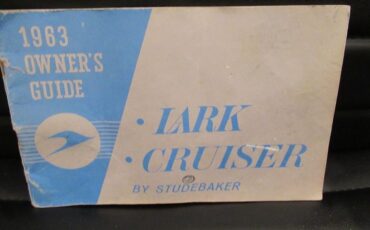 1963
OWNER'S
GUIDE
· LARK
· CRUISER
BY STUDEBAKER